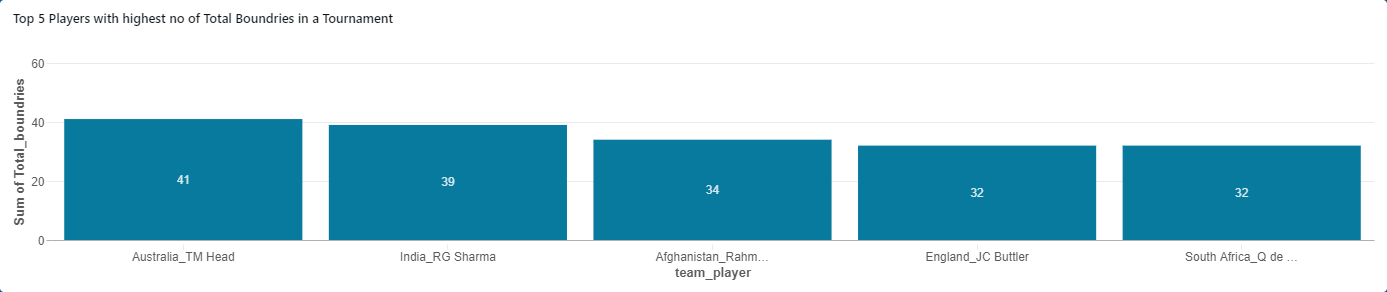 Top 5 Players with highest no of Total Boundries in a Tournament
Sum of Total_boundries
60
40
20
0
41
39
34
32
32
Australia_TM Head
India_RG Sharma
Afghanistan_Rahm…
England_JC Buttler
South Africa_Q de …
team_player